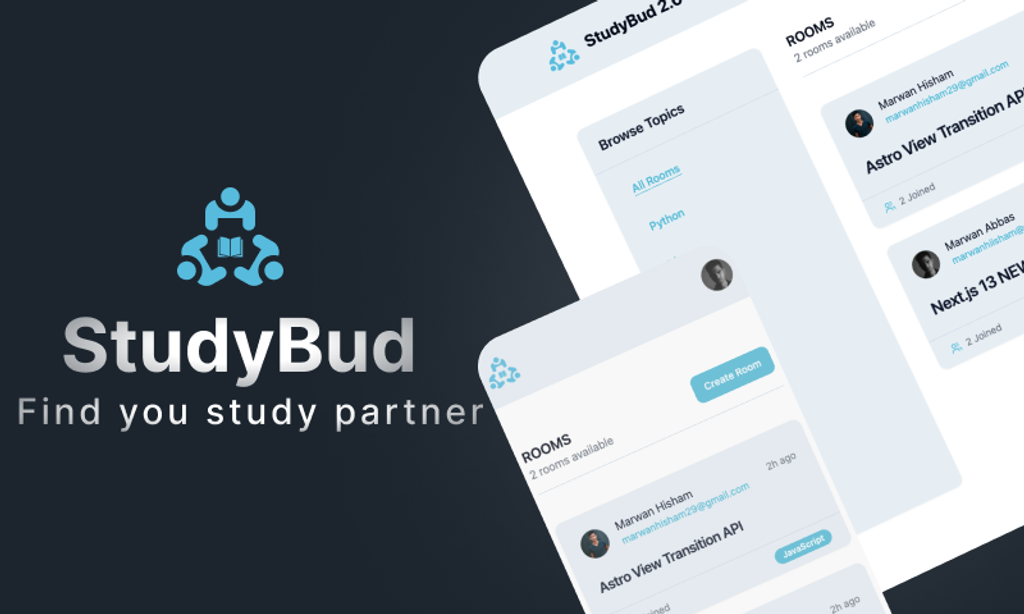 StudyBud
Find you study partner
StudyBud 2.0
Browse Topics
All Rooms
Python
ROOMS
2 rooms available
Marwan Hisham
marwanhisham29@gmail.com
Astro View Transition API
2 Joined
Marwan Abbas
marwanhisham@
Next.js 13 NEW
2 Joined
Create Room
ROOMS
2 rooms available
2h ago
Marwan Hisham
marwanhisham29@gmail.com
Astro View Transition API
JavaScript
2h ago